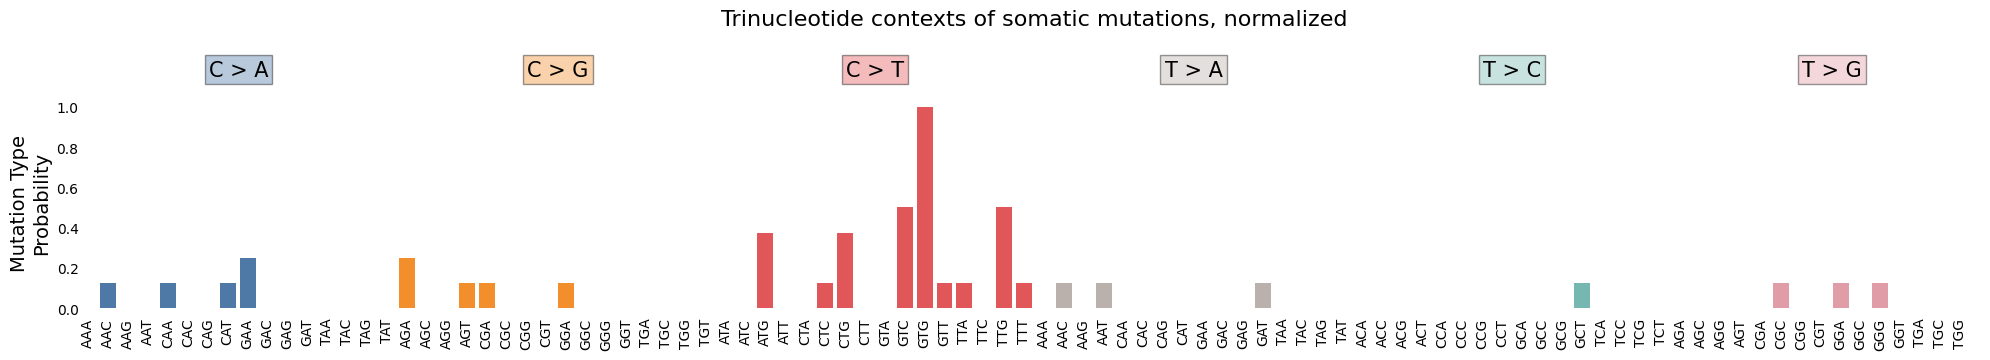 Trinucleotide contexts of somatic mutations, normalized
C > A
C > G
C > T
T > A
T > C
T > G
Mutation Type
Probability
1.0
0.8
0.6
0.4
0.2
0.0
AAA
AAC
AAG
AAT
CAA
CAC
CAG
CAT
GAA
GAC
GAG
GAT
TAA
TAC
TAG
TAT
AGA
AGC
AGG
AGT
CGA
CGC
CGG
CGT
GGA
GGC
GGG
GGT
TGA
TGC
TGG
TGT
ATA
ATC
ATG
ATT
CTA
CTC
CTG
CTT
GTA
GTC
GTG
GTT
TTA
TTC
TTG
TTT
AAA
AAC
AAG
AAT
CAA
CAC
CAG
CAT
GAA
GAC
GAG
GAT
TAA
TAC
TAG
TAT
ACA
ACC
ACG
ACT
CCA
CCC
CCG
CCT
GCA
GCC
GCG
GCT
TCA
TCC
TCG
TCT
AGA
AGC
AGG
AGT
CGA
CGC
CGG
CGT
GGA
GGC
GGG
GGT
TGA
TGC
TGG